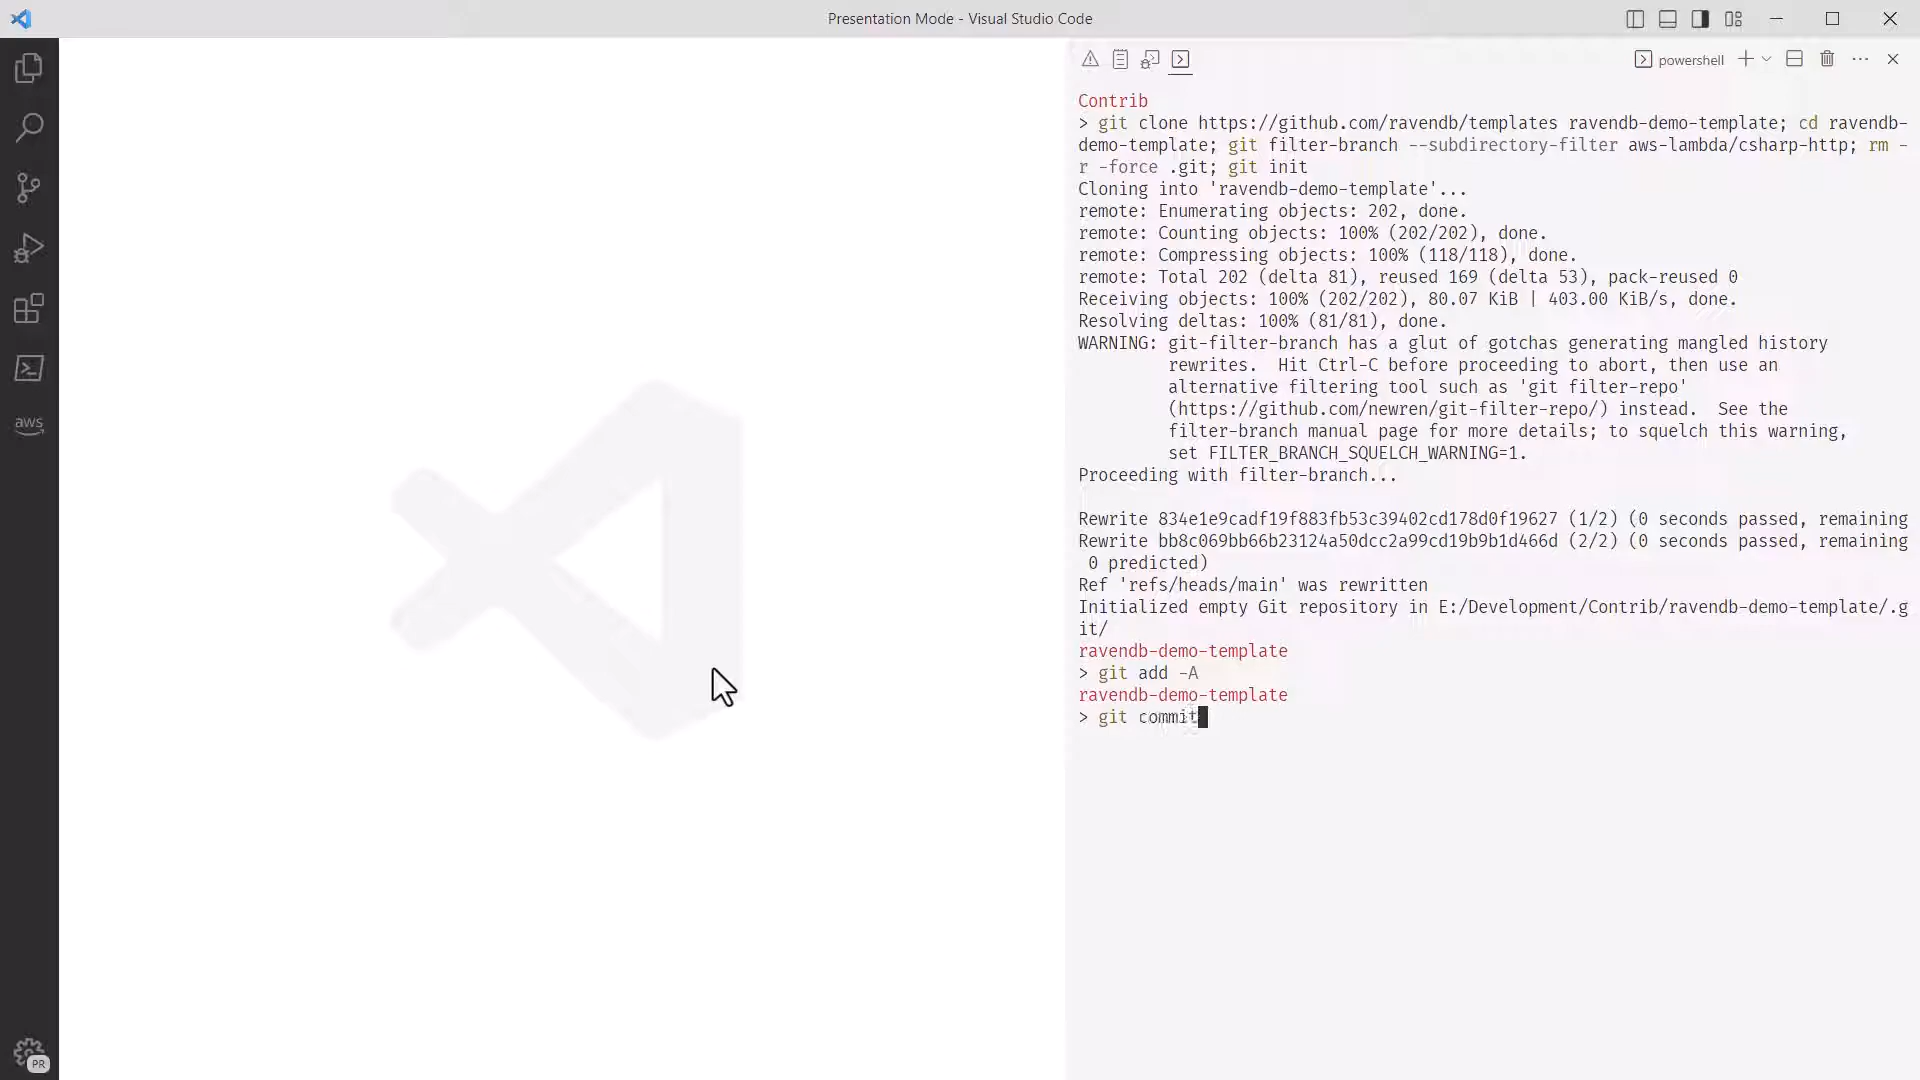 Presentation Mode - Visual Studio Code
powershell
Contrib
> git clone https://github.com/ravendb/templates ravendb-demo-template; cd ravendb-
demo-template; git filter-branch --subdirectory-filter aws-lambda/csharp-http; rm -
r -force .git; git init
Cloning into 'ravendb-demo-template'...
remote: Enumerating objects: 202, done.
remote: Counting objects: 100% (202/202), done.
remote: Compressing objects: 100% (118/118), done.
remote: Total 202 (delta 81), reused 169 (delta 53), pack-reused 0
Receiving objects: 100% (202/202), 80.07 KiB | 403.00 KiB/s, done.
Resolving deltas: 100% (81/81), done.
WARNING: git-filter-branch has a glut of gotchas generating mangled history
rewrites.  Hit Ctrl-C before proceeding to abort, then use an
alternative filtering tool such as 'git filter-repo'
(https://github.com/newren/git-filter-repo/) instead.  See the
filter-branch manual page for more details; to squelch this warning,
set FILTER_BRANCH_SQUELCH_WARNING=1.
Proceeding with filter-branch...
Rewrite 834e1e9cadf19f883fb53c39402cd178d0f19627 (1/2) (0 seconds passed, remaining
Rewrite bb8c069bb66b23124a50dcc2a99cd19b9b1d466d (2/2) (0 seconds passed, remaining
0 predicted)
Ref 'refs/heads/main' was rewritten
Initialized empty Git repository in E:/Development/Contrib/ravendb-demo-template/.g
it/
ravendb-demo-template
> git add -A
ravendb-demo-template
> git commit
aws
PR